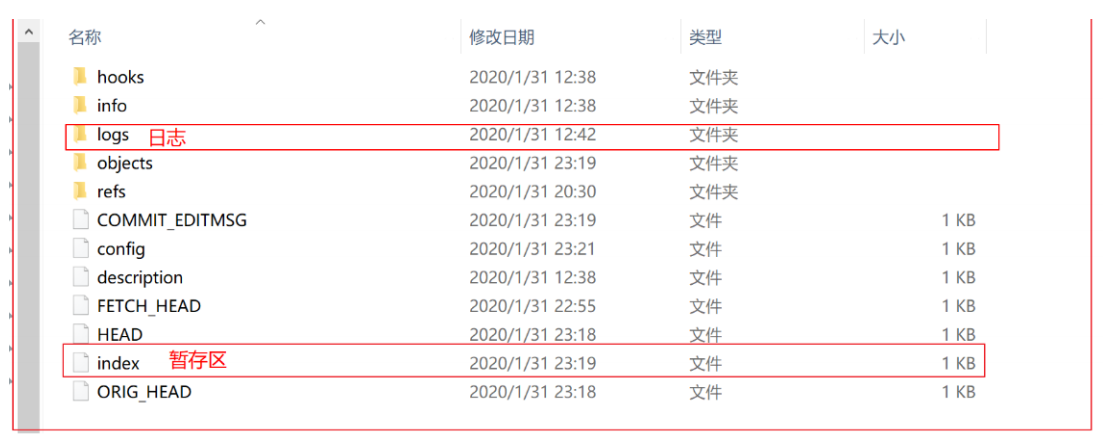 名称 修改日期 类型 大小
hooks 2020/1/31 12:38 文件夹
info 2020/1/31 12:38 文件夹
logs 日志 2020/1/31 12:42 文件夹
objects 2020/1/31 23:19 文件夹
refs 2020/1/31 20:30 文件夹
COMMIT_EDITMSG 2020/1/31 23:19 文件 1 KB
config 2020/1/31 23:21 文件 1 KB
description 2020/1/31 12:38 文件 1 KB
FETCH_HEAD 2020/1/31 22:55 文件 1 KB
HEAD 2020/1/31 23:18 文件 1 KB
index 暂存区 2020/1/31 23:19 文件 1 KB
ORIG_HEAD 2020/1/31 23:18 文件 1 KB